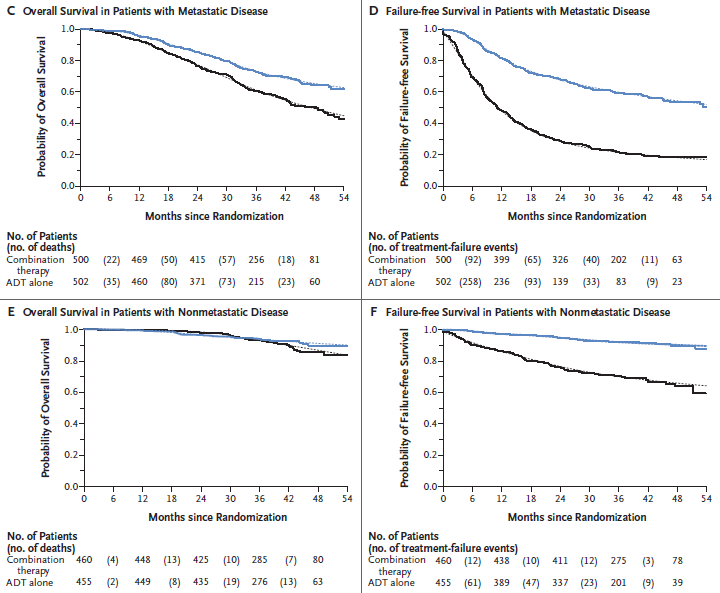 C Overall Survival in Patients with Metastatic Disease
Probability of Overall Survival
1.0
0.8
0.6
0.4
0.2
0.0
0 6 12 18 24 30 36 42 48 54
Months since Randomization
No. of Patients
(no. of deaths)
Combination therapy 500 (22) 469 (50) 415 (57) 256 (18) 81
ADT alone 502 (35) 460 (80) 371 (73) 215 (23) 60
D Failure-free Survival in Patients with Metastatic Disease
Probability of Failure-free Survival
1.0
0.8
0.6
0.4
0.2
0.0
0 6 12 18 24 30 36 42 48 54
Months since Randomization
No. of Patients
(no. of treatment-failure events)
Combination therapy 500 (92) 399 (65) 326 (40) 202 (11) 63
ADT alone 502 (258) 236 (93) 139 (33) 83 (9) 23
E Overall Survival in Patients with Nonmetastatic Disease
Probability of Overall Survival
1.0
0.8
0.6
0.4
0.2
0.0
0 6 12 18 24 30 36 42 48 54
Months since Randomization
No. of Patients
(no. of deaths)
Combination therapy 460 (4) 448 (13) 425 (10) 285 (7) 80
ADT alone 455 (2) 449 (8) 435 (19) 276 (13) 63
F Failure-free Survival in Patients with Nonmetastatic Disease
Probability of Failure-free Survival
1.0
0.8
0.6
0.4
0.2
0.0
0 6 12 18 24 30 36 42 48 54
Months since Randomization
No. of Patients
(no. of treatment-failure events)
Combination therapy 460 (12) 438 (10) 411 (12) 275 (3) 78
ADT alone 455 (61) 389 (47) 337 (23) 201 (9) 39